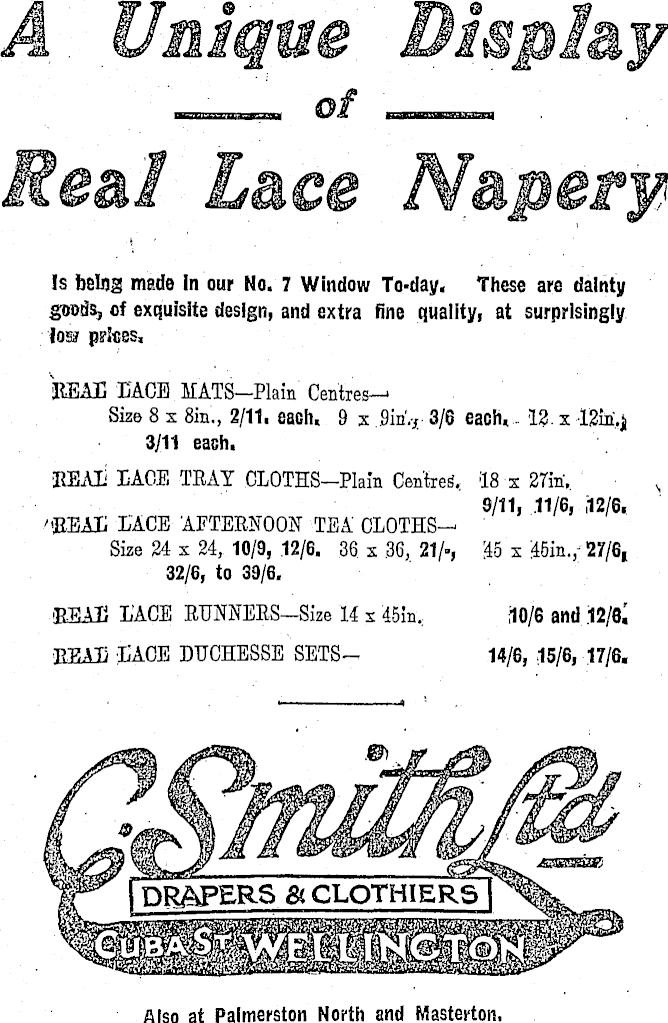 A Unique Display
of
Real Lace Napery
Is being made in our No. 7 Window To-day. These are dainty
goods, of exquisite design, and extra fine quality, at surprisingly
low prices.
REAL LACE MATS—Plain Centres—
Size 8 x 8in., 2/11. each. 9 x 9in., 3/6 each. 12 x 12in.,
3/11 each.
REAL LACE TRAY CLOTHS—Plain Centres. 18 x 27in.
9/11, 11/6, 12/6.
REAL LACE AFTERNOON TEA CLOTHS—
Size 24 x 24, 10/9, 12/6. 36 x 36, 21/-, 45 x 45in., 27/6,
32/6, to 39/6.
REAL LACE RUNNERS—Size 14 x 45in. 10/6 and 12/6.
REAL LACE DUCHESSE SETS— 14/6, 15/6, 17/6.
C. Smith Ltd
DRAPERS & CLOTHIERS
CUBA ST WELLINGTON
Also at Palmerston North and Masterton.